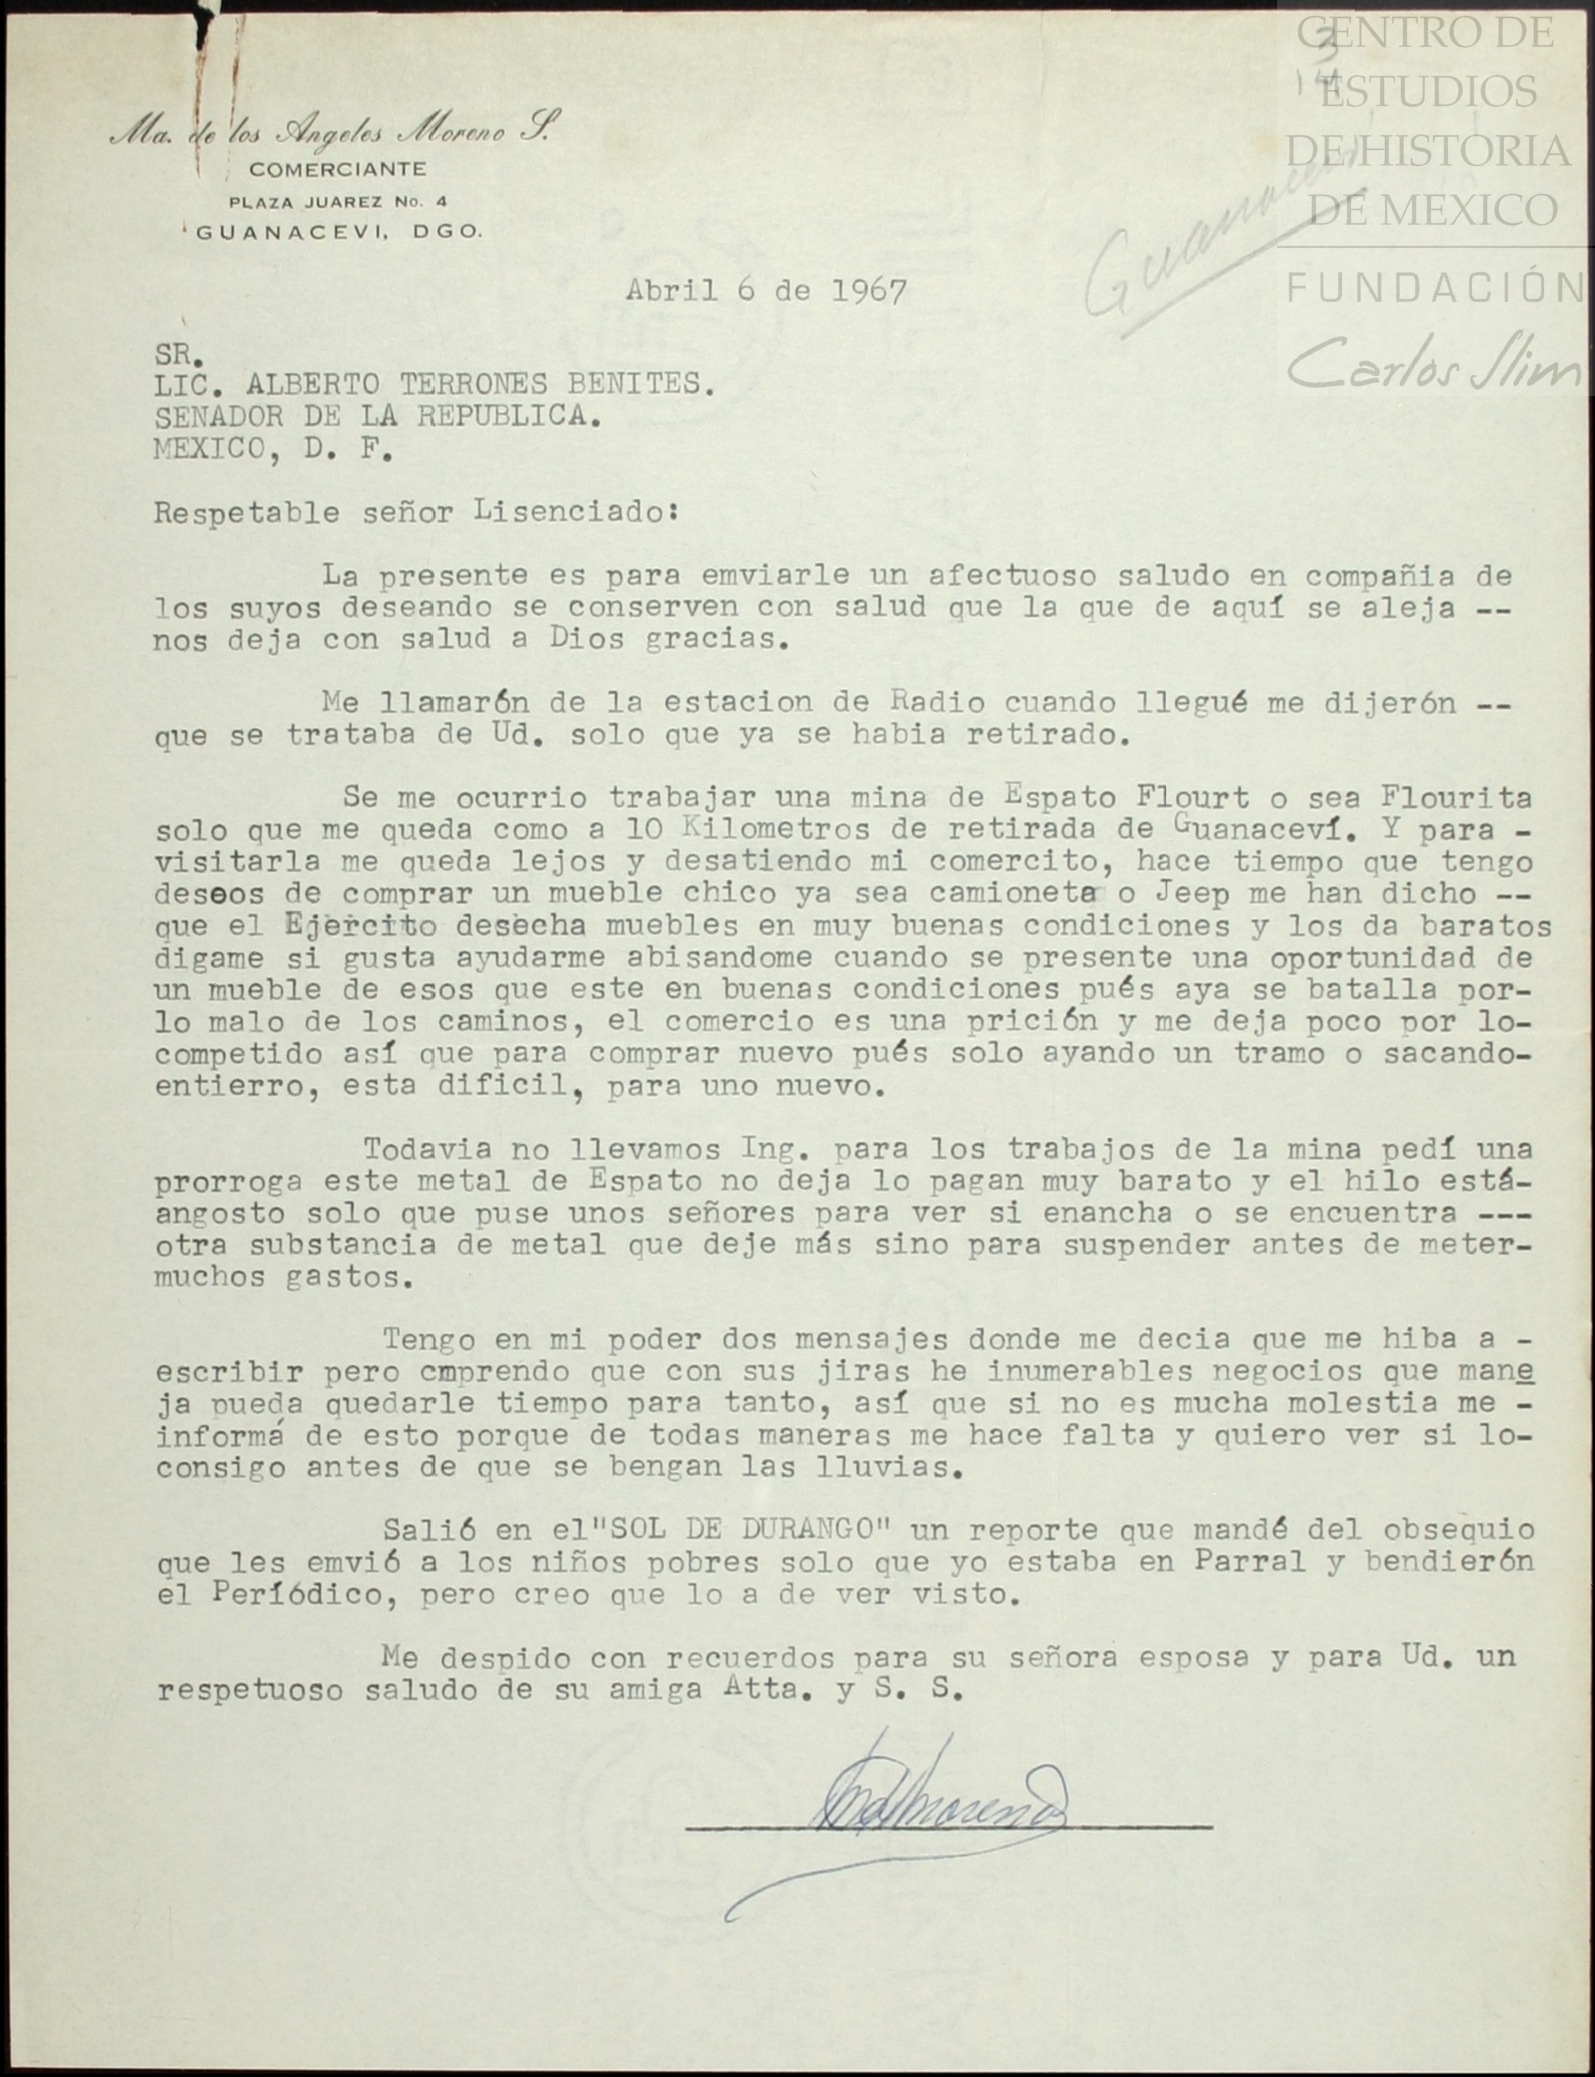 CENTRO DE
ESTUDIOS
DE HISTORIA
DE MEXICO
FUNDACIÓN
Carlos Slim
3
14
Guanacevi
Ma. de los Angeles Moreno S.
COMERCIANTE
PLAZA JUAREZ No. 4
GUANACEVI, DGO.
Abril 6 de 1967
SR.
LIC. ALBERTO TERRONES BENITES.
SENADOR DE LA REPUBLICA.
MEXICO, D. F.
Respetable señor Lisenciado:
La presente es para emviarle un afectuoso saludo en compañia de
los suyos deseando se conserven con salud que la que de aquí se aleja --
nos deja con salud a Dios gracias.
Me llamarón de la estacion de Radio cuando llegué me dijerón --
que se trataba de Ud. solo que ya se habia retirado.
Se me ocurrio trabajar una mina de Espato Flourt o sea Flourita
solo que me queda como a 10 Kilometros de retirada de Guanaceví. Y para -
visitarla me queda lejos y desatiendo mi comercito, hace tiempo que tengo
deseos de comprar un mueble chico ya sea camioneta o Jeep me han dicho --
que el Ejercito desecha muebles en muy buenas condiciones y los da baratos
digame si gusta ayudarme abisandome cuando se presente una oportunidad de
un mueble de esos que este en buenas condiciones pués aya se batalla por-
lo malo de los caminos, el comercio es una prición y me deja poco por lo-
competido así que para comprar nuevo pués solo ayando un tramo o sacando-
entierro, esta dificil, para uno nuevo.
Todavia no llevamos Ing. para los trabajos de la mina pedí una
prorroga este metal de Espato no deja lo pagan muy barato y el hilo está-
angosto solo que puse unos señores para ver si enancha o se encuentra ---
otra substancia de metal que deje más sino para suspender antes de meter-
muchos gastos.
Tengo en mi poder dos mensajes donde me decia que me hiba a -
escribir pero cmprendo que con sus jiras he inumerables negocios que mane
ja pueda quedarle tiempo para tanto, así que si no es mucha molestia me -
informá de esto porque de todas maneras me hace falta y quiero ver si lo-
consigo antes de que se bengan las lluvias.
Salió en el"SOL DE DURANGO" un reporte que mandé del obsequio
que les emvió a los niños pobres solo que yo estaba en Parral y bendierón
el Períódico, pero creo que lo a de ver visto.
Me despido con recuerdos para su señora esposa y para Ud. un
respetuoso saludo de su amiga Atta. y S. S.